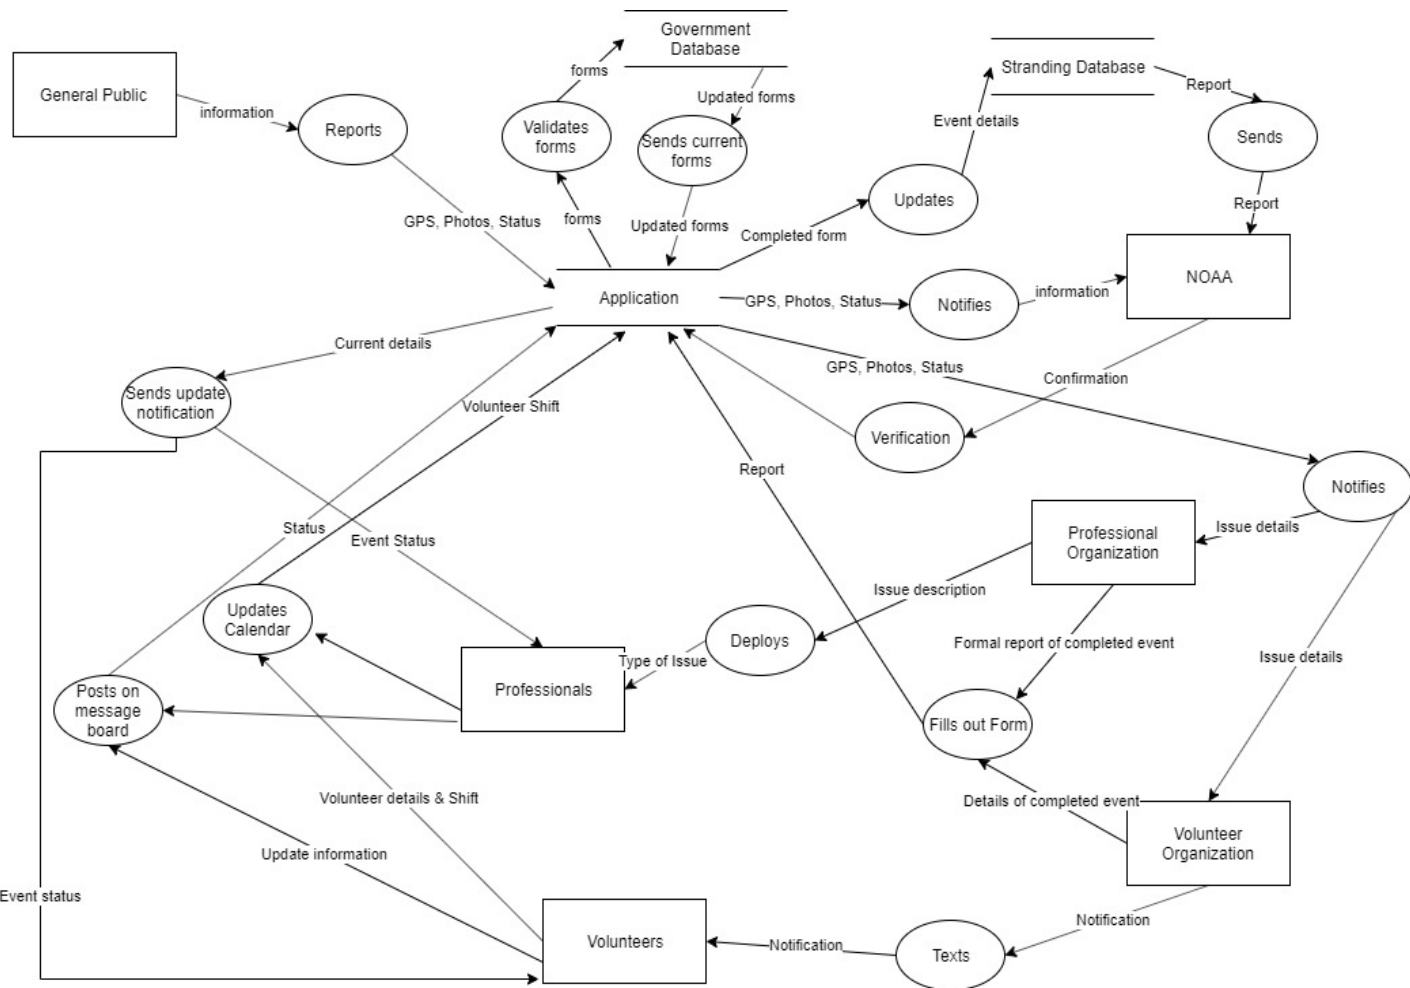 Government
Database
General Public
forms
Stranding Database
Report
Updated forms
information
Reports
Validates
forms
Sends current
forms
Event details
Sends
Updates
Report
GPS, Photos, Status
forms
Updated forms
Completed form
Application
GPS, Photos, Status
Notifies
information
NOAA
Current details
GPS, Photos, Status
Confirmation
Sends update
notification
Volunteer Shift
Verification
Report
Notifies
Status
Event Status
Professional
Organization
Issue details
Issue description
Updates
Calendar
Deploys
Formal report of completed event
Issue details
Type of Issue
Posts on
message
board
Professionals
Fills out Form
Volunteer details & Shift
Details of completed event
Update information
Volunteer
Organization
Event status
Notification
Volunteers
Notification
Texts